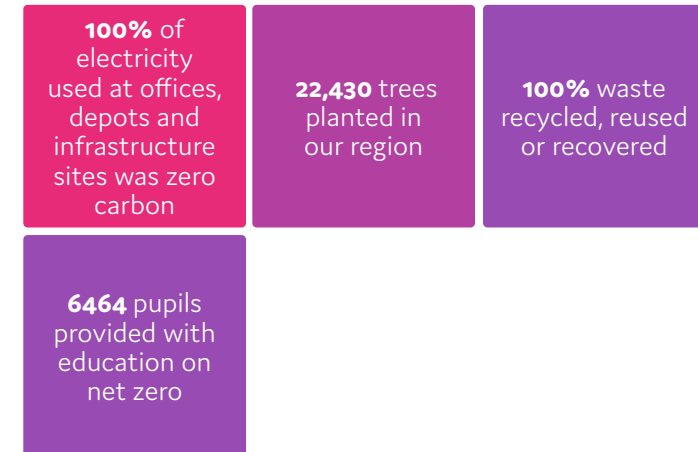 100% of
electricity
used at offices,
depots and
infrastructure
sites was zero
carbon
22,430 trees
planted in
our region
100% waste
recycled, reused
or recovered
6464 pupils
provided with
education on
net zero